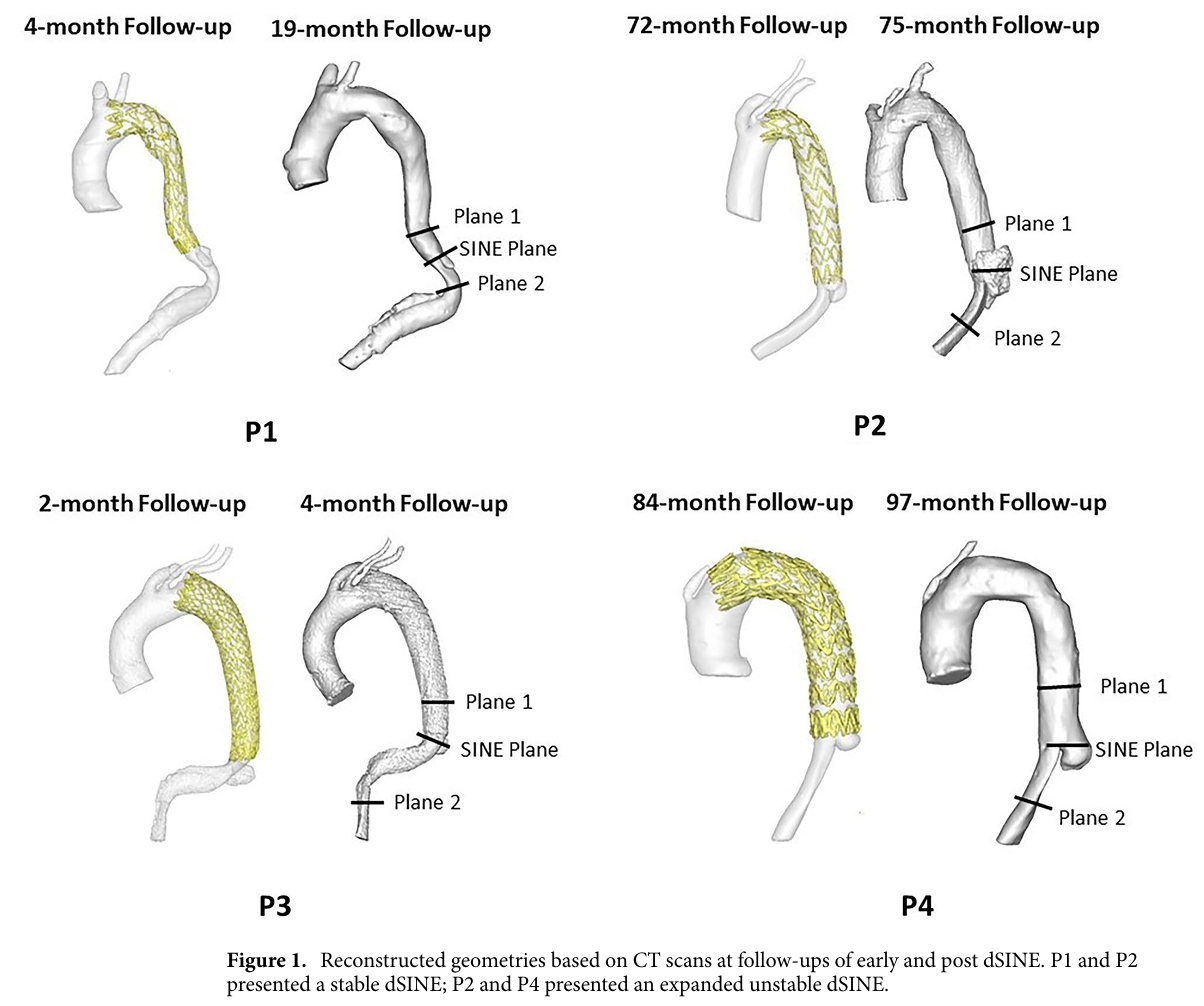 4-month Follow-up 19-month Follow-up
Plane 1
SINE Plane
Plane 2
P1
72-month Follow-up 75-month Follow-up
Plane 1
SINE Plane
Plane 2
P2
2-month Follow-up 4-month Follow-up
Plane 1
SINE Plane
Plane 2
P3
84-month Follow-up 97-month Follow-up
Plane 1
SINE Plane
Plane 2
P4
Figure 1. Reconstructed geometries based on CT scans at follow-ups of early and post dSINE. P1 and P2
presented a stable dSINE; P2 and P4 presented an expanded unstable dSINE.